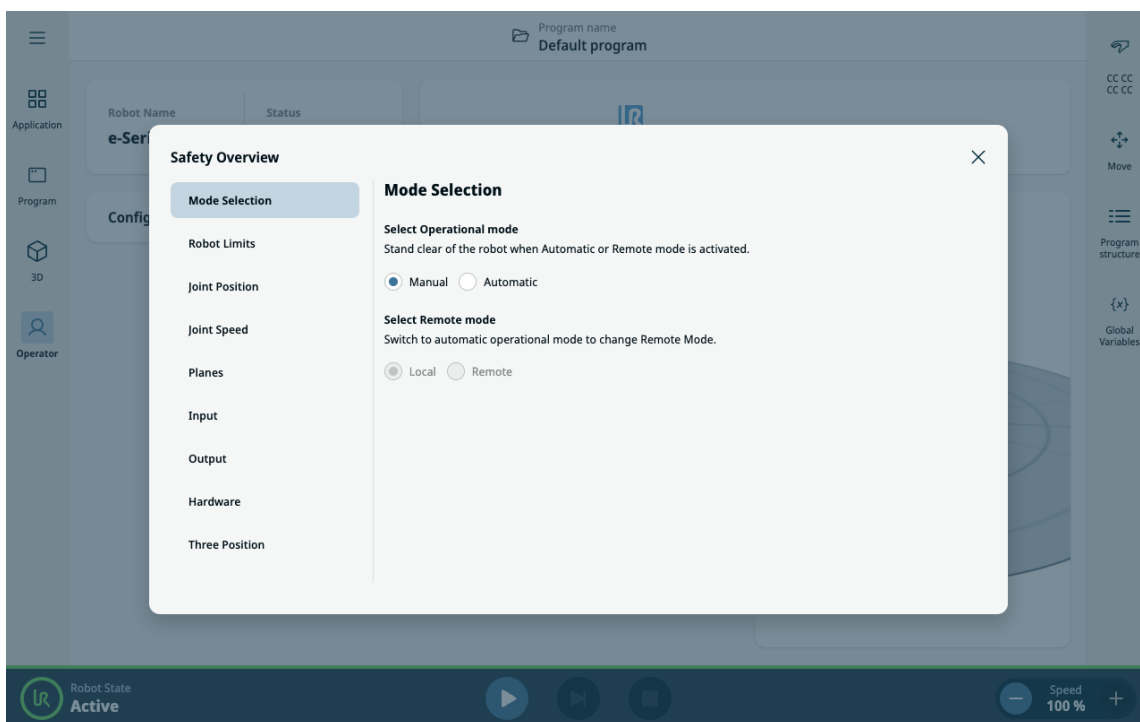 Program name
Default program
Application
Program
3D
Operator
Robot Name
Status
e-Seri
Config
Safety Overview
Mode Selection
Robot Limits
Joint Position
Joint Speed
Planes
Input
Output
Hardware
Three Position
Mode Selection
Select Operational mode
Stand clear of the robot when Automatic or Remote mode is activated.
Manual Automatic
Select Remote mode
Switch to automatic operational mode to change Remote Mode.
Local Remote
CC CC
CC CC
Move
Program
structure
{x}
Global
Variables
Robot State
Active
Speed
100 %